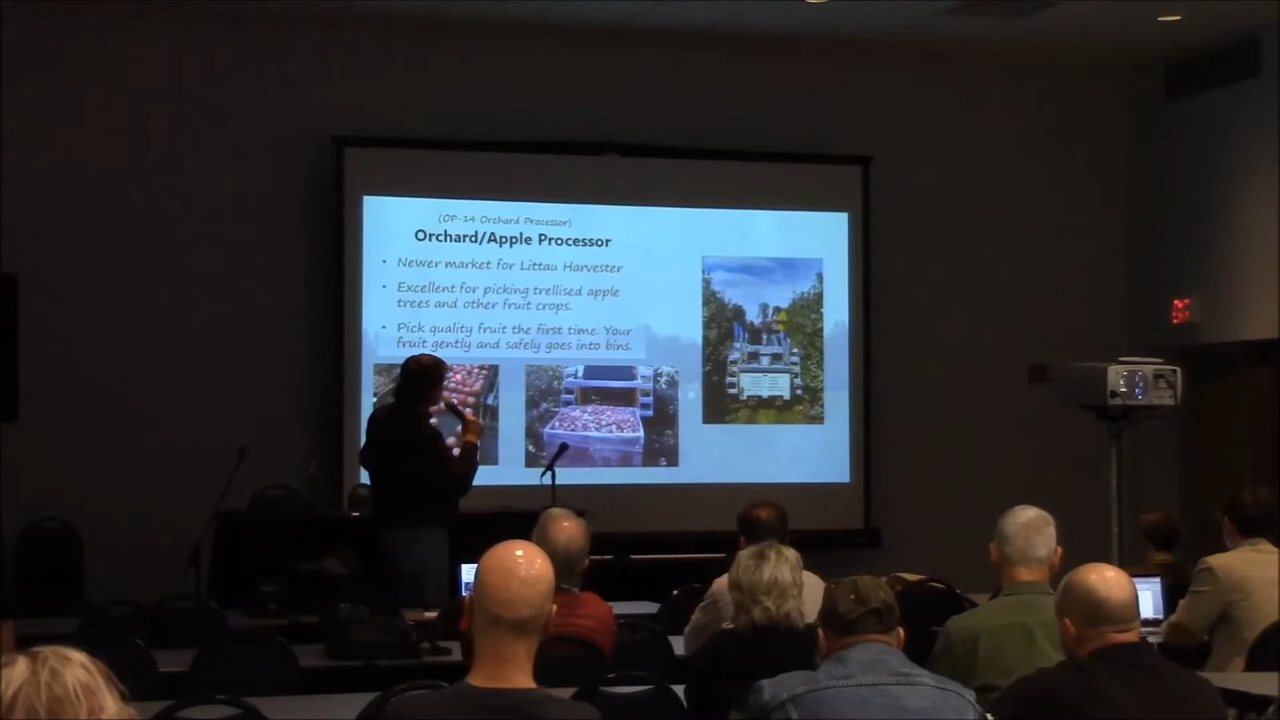 (OP-14 Orchard Processor)
Orchard/Apple Processor
• Newer market for Littau Harvester
• Excellent for picking trellised apple
trees and other fruit crops.
• Pick quality fruit the first time. Your
fruit gently and safely goes into bins.